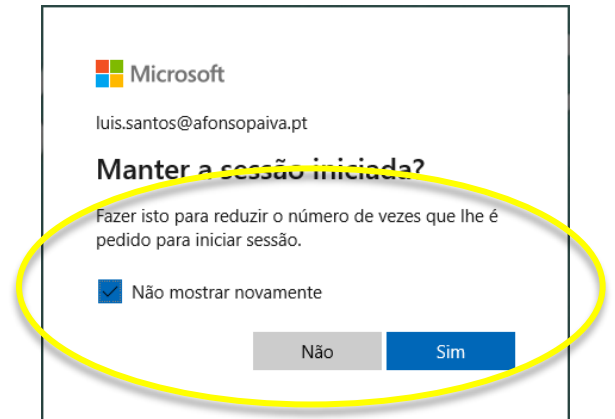 Microsoft
luis.santos@afonsopaiva.pt
Manter a sessão iniciada?
Fazer isto para reduzir o número de vezes que lhe é
pedido para iniciar sessão.
Não mostrar novamente
Não Sim